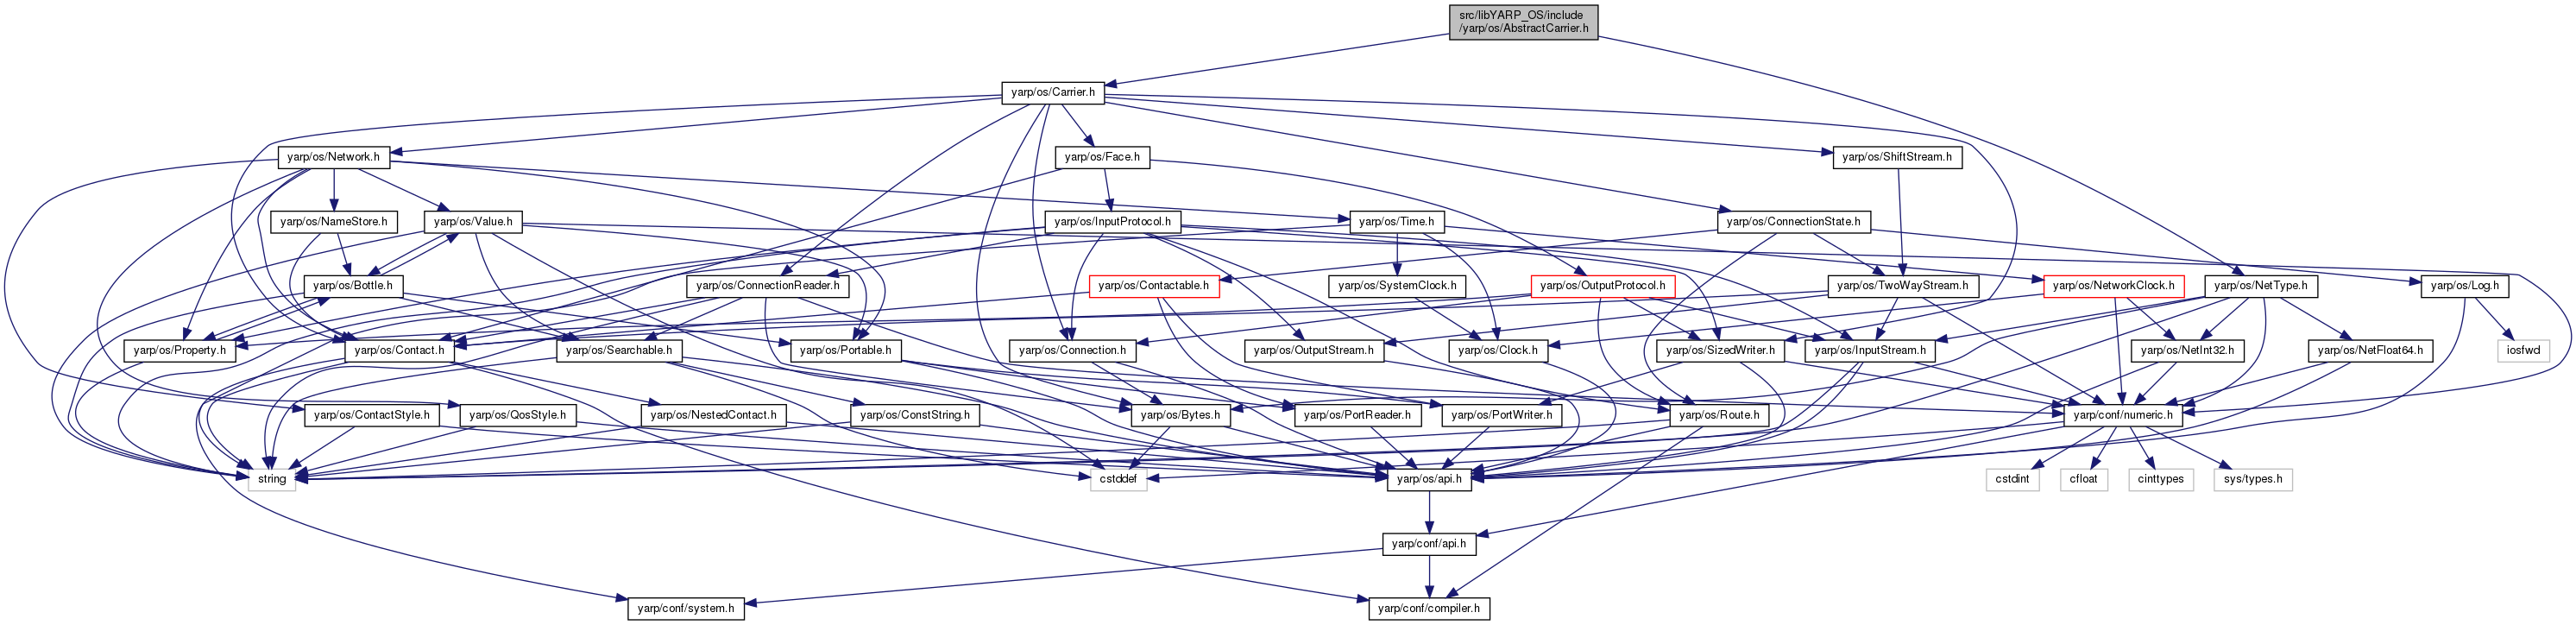 src/libYARP_OS/include
/yarp/os/AbstractCarrier.h
yarp/os/Carrier.h
yarp/os/Network.h
yarp/os/Face.h
yarp/os/ShiftStream.h
yarp/os/NameStore.h
yarp/os/Value.h
yarp/os/InputProtocol.h
yarp/os/Time.h
yarp/os/ConnectionState.h
yarp/os/Bottle.h
yarp/os/ConnectionReader.h
yarp/os/Contactable.h
yarp/os/SystemClock.h
yarp/os/OutputProtocol.h
yarp/os/TwoWayStream.h
yarp/os/NetworkClock.h
yarp/os/NetType.h
yarp/os/Log.h
yarp/os/Property.h
yarp/os/Contact.h
yarp/os/Searchable.h
yarp/os/Portable.h
yarp/os/Connection.h
yarp/os/OutputStream.h
yarp/os/Clock.h
yarp/os/SizedWriter.h
yarp/os/InputStream.h
yarp/os/NetInt32.h
yarp/os/NetFloat64.h
iosfwd
yarp/os/ContactStyle.h
yarp/os/QosStyle.h
yarp/os/NestedContact.h
yarp/os/ConstString.h
yarp/os/Bytes.h
yarp/os/PortReader.h
yarp/os/PortWriter.h
yarp/os/Route.h
yarp/conf/numeric.h
string
cstddef
yarp/os/api.h
cstdint
cfloat
cinttypes
sys/types.h
yarp/conf/api.h
yarp/conf/system.h
yarp/conf/compiler.h